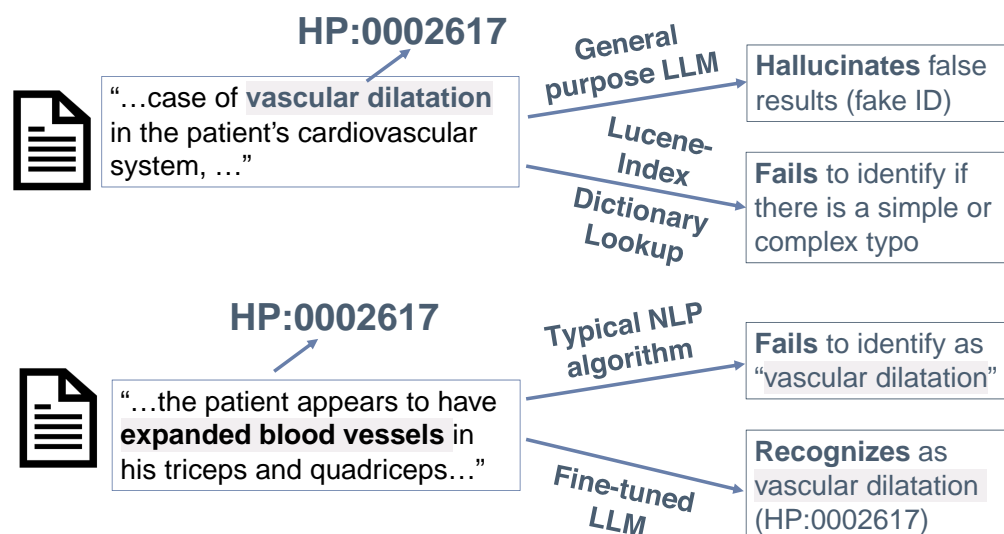 HP:0002617
“…case of vascular dilatation
in the patient’s cardiovascular
system, …”
General
purpose LLM
Hallucinates false
results (fake ID)
Lucene-
Index
Dictionary
Lookup
Fails to identify if
there is a simple or
complex typo
HP:0002617
“…the patient appears to have
expanded blood vessels in
his triceps and quadriceps…”
Typical NLP
algorithm
Fails to identify as
“vascular dilatation”
Fine-tuned
LLM
Recognizes as
vascular dilatation
(HP:0002617)